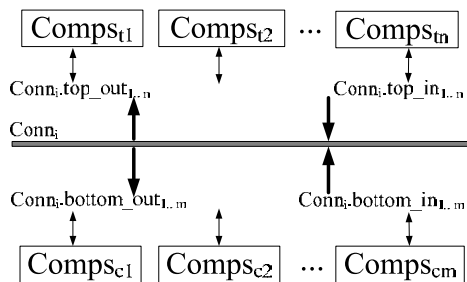 Comps_t1 Comps_t2 ... Comps_tn
Conn_i.top_out_1..n Conn_i.top_in_1..n
Conn_i
Conn_i.bottom_out_1..m Conn_i.bottom_in_1..m
Comps_c1 Comps_c2 ... Comps_cm